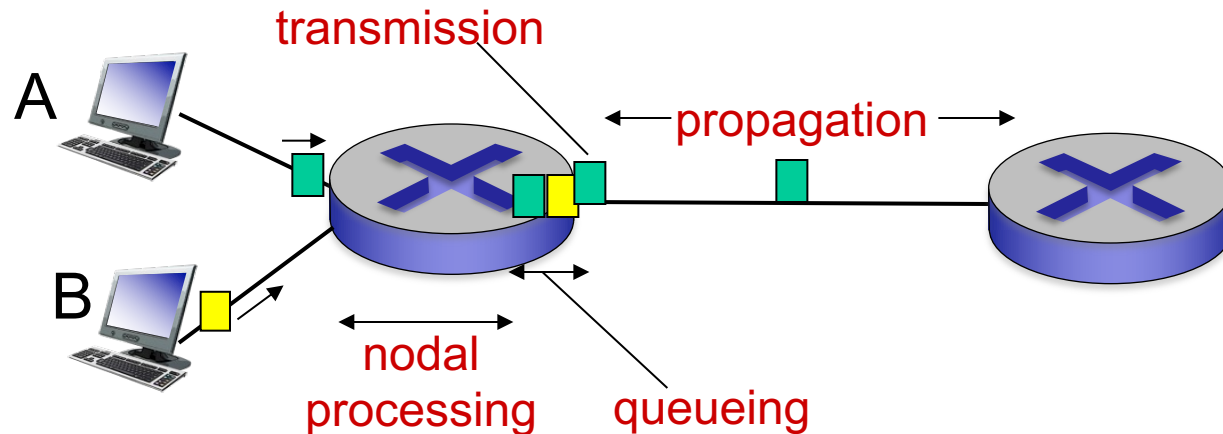 transmission
A
propagation
B
nodal
processing
queueing